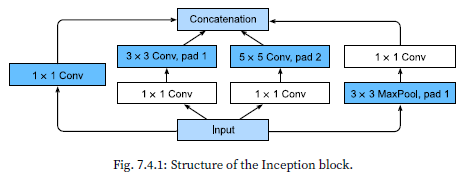 Concatenation
3 × 3 Conv, pad 1
5 × 5 Conv, pad 2
1 × 1 Conv
1 × 1 Conv
1 × 1 Conv
1 × 1 Conv
3 × 3 MaxPool, pad 1
Input
Fig. 7.4.1: Structure of the Inception block.